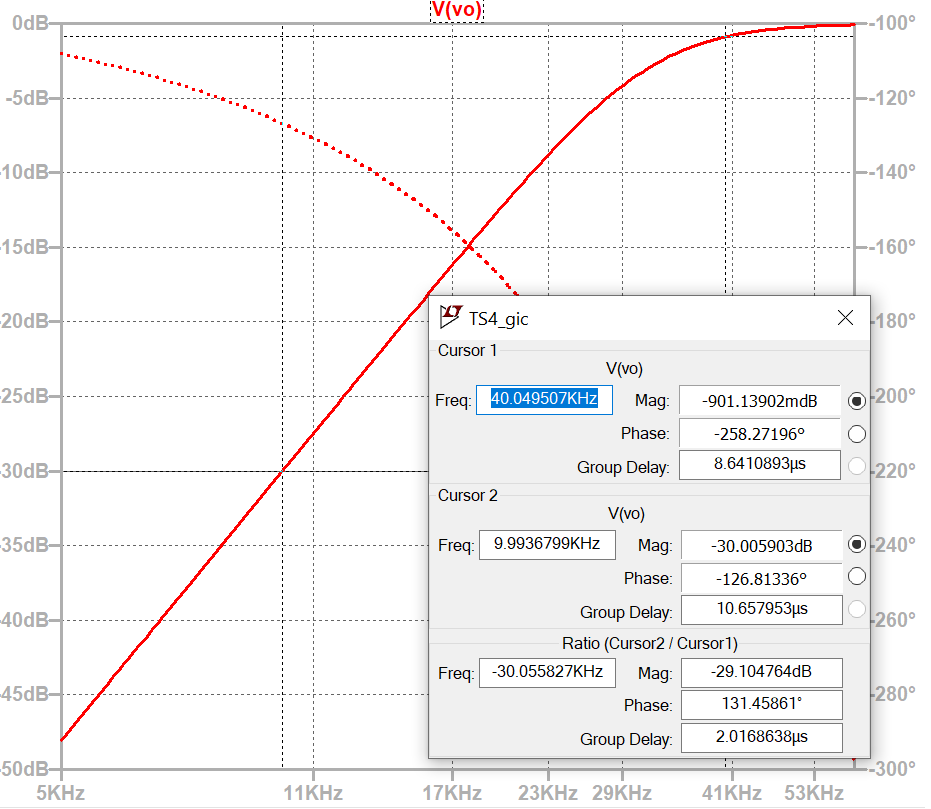 V(vo)
0dB
-100°
-5dB
-120°
-10dB
-140°
-15dB
-160°
-20dB
-180°
-25dB
-200°
-30dB
-220°
-35dB
-240°
-40dB
-260°
-45dB
-280°
-50dB
-300°
5KHz 11KHz 17KHz 23KHz 29KHz 41KHz 53KHz
TS4_gic
Cursor 1
V(vo)
Freq: 40.049507KHz Mag: -901.13902mdB
Phase: -258.27196°
Group Delay: 8.6410893µs
Cursor 2
V(vo)
Freq: 9.9936799KHz Mag: -30.005903dB
Phase: -126.81336°
Group Delay: 10.657953µs
Ratio (Cursor2 / Cursor1)
Freq: -30.055827KHz Mag: -29.104764dB
Phase: 131.45861°
Group Delay: 2.0168638µs